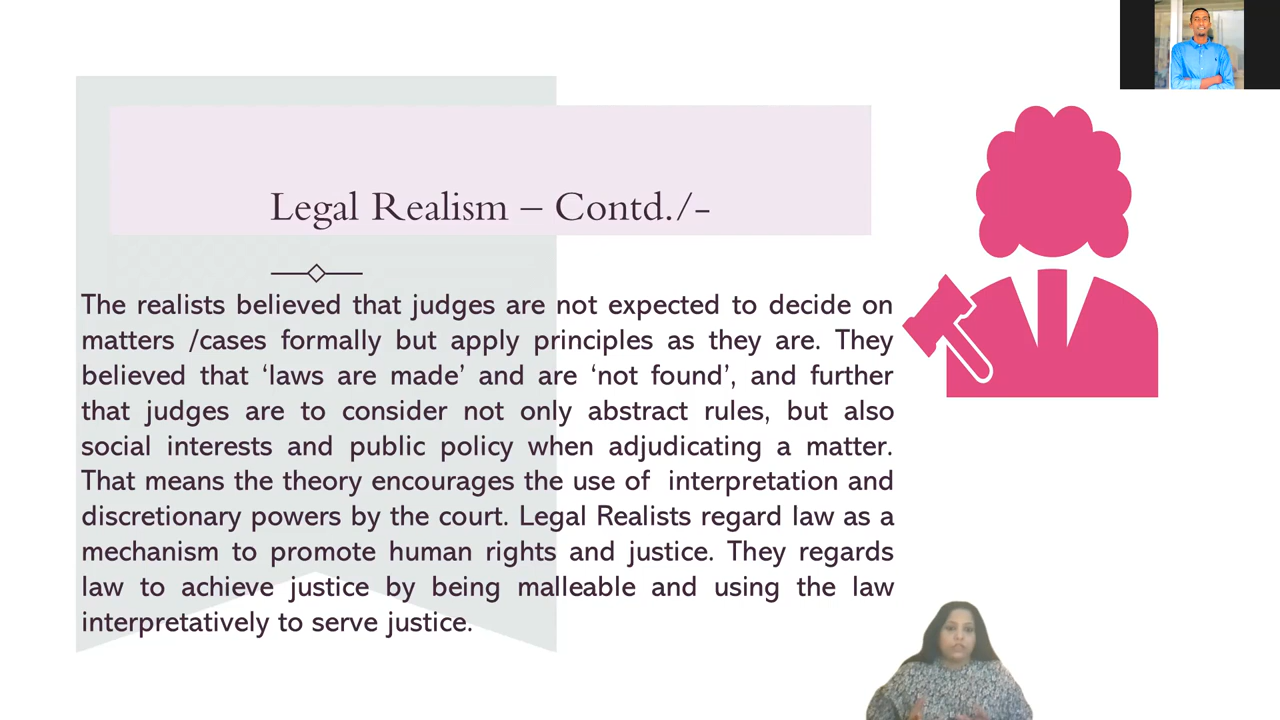 Legal Realism – Contd./-
The realists believed that judges are not expected to decide on
matters /cases formally but apply principles as they are. They
believed that ‘laws are made’ and are ‘not found’, and further
that judges are to consider not only abstract rules, but also
social interests and public policy when adjudicating a matter.
That means the theory encourages the use of  interpretation and
discretionary powers by the court. Legal Realists regard law as a
mechanism to promote human rights and justice. They regards
law to achieve justice by being malleable and using the law
interpretatively to serve justice.